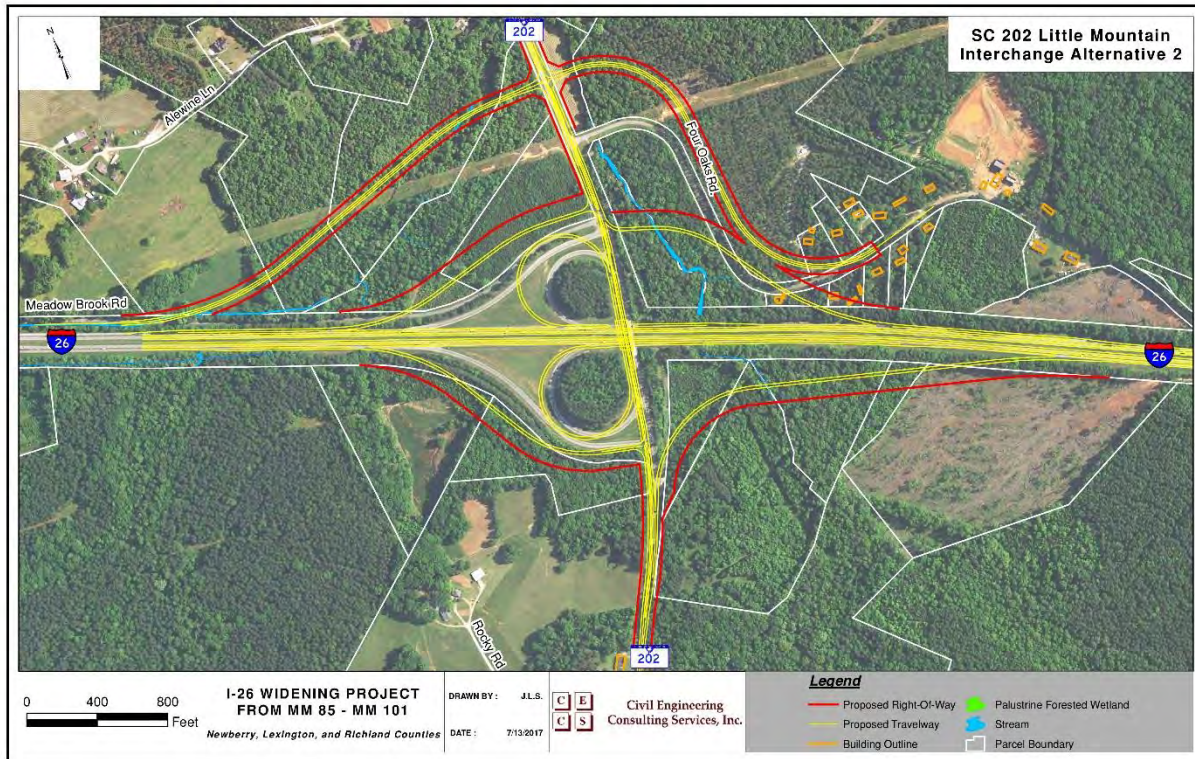 SC 202 Little Mountain
Interchange Alternative 2
N
202
Alewine Ln
Four Oaks Rd.
Meadow Brook Rd
26
26
Rocky Rd
202
0 400 800
Feet
I-26 WIDENING PROJECT
FROM MM 85 - MM 101
Newberry, Lexington, and Richland Counties
DRAWN BY : J.L.S.
DATE : 7/13/2017
C E
C S
Civil Engineering
Consulting Services, Inc.
Legend
Proposed Right-Of-Way
Proposed Travelway
Building Outline
Palustrine Forested Wetland
Stream
Parcel Boundary